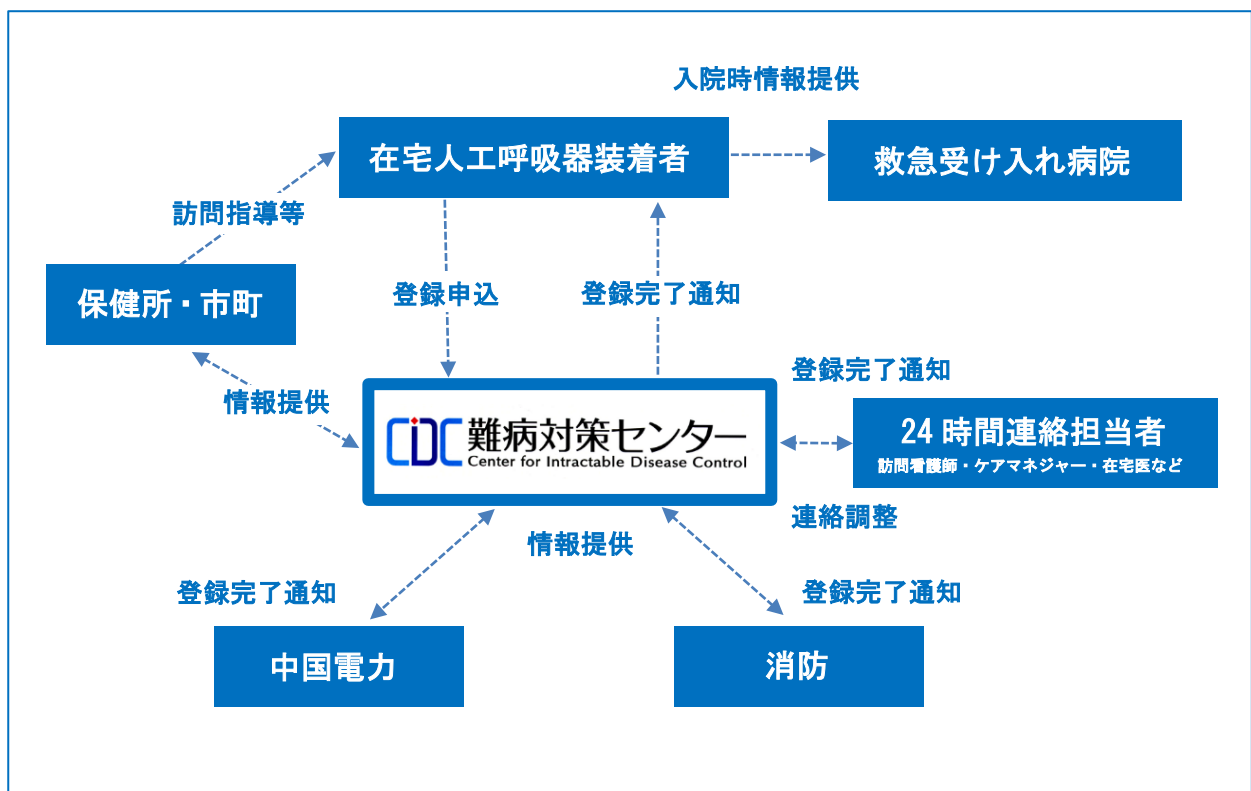 入院時情報提供
在宅人工呼吸器装着者
救急受け入れ病院
訪問指導等
保健所・市町
登録申込
登録完了通知
情報提供
登録完了通知
CIDC 難病対策センター
Center for Intractable Disease Control
24 時間連絡担当者
訪問看護師・ケアマネジャー・在宅医など
連絡調整
情報提供
登録完了通知
登録完了通知
中国電力
消防